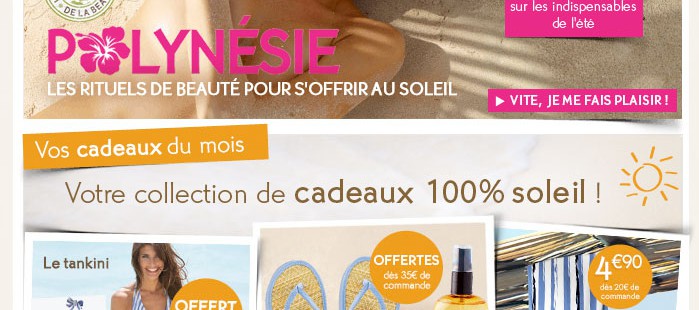 DE LA BEA
sur les indispensables
de l'été
POLYNÉSIE
LES RITUELS DE BEAUTÉ POUR S'OFFRIR AU SOLEIL
VITE, JE ME FAIS PLAISIR !
Vos cadeaux du mois
Votre collection de cadeaux 100% soleil !
Le tankini
OFFERT
OFFERTES
dès 35€ de
commande
4€90
dès 20€ de
commande